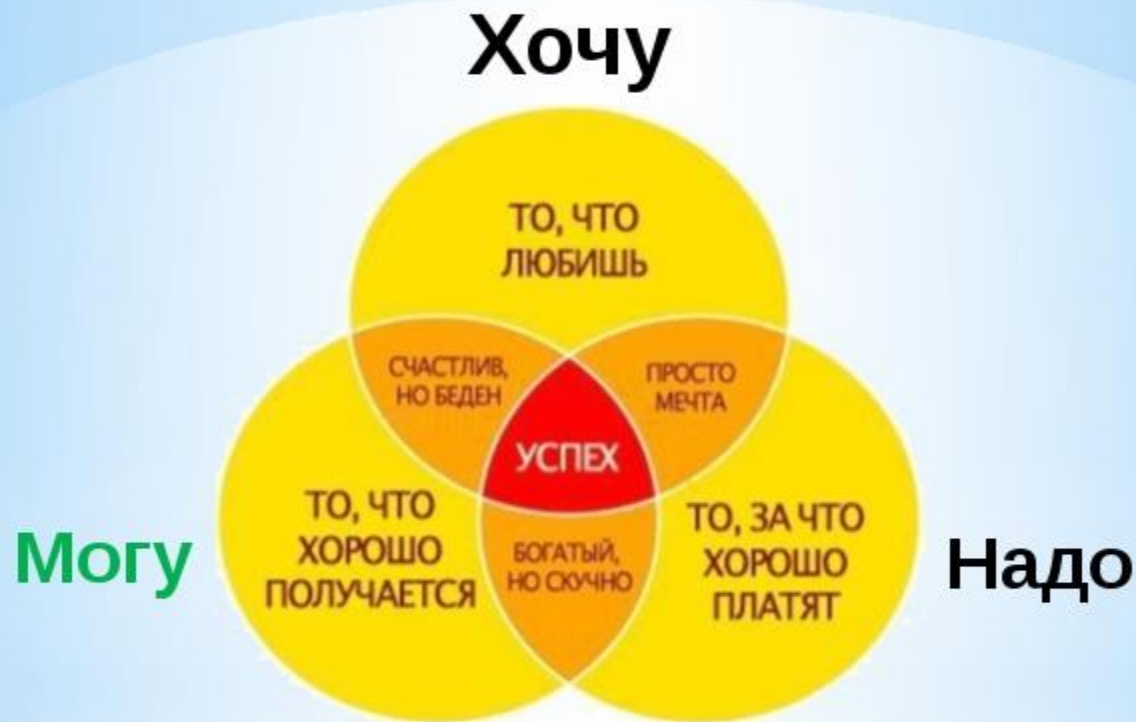 Хочу
ТО, ЧТО
ЛЮБИШЬ
СЧАСТЛИВ,
НО БЕДЕН
ПРОСТО
МЕЧТА
УСПЕХ
Могу
ТО, ЧТО
ХОРОШО
ПОЛУЧАЕТСЯ
БОГАТЫЙ,
НО СКУЧНО
ТО, ЗА ЧТО
ХОРОШО
ПЛАТЯТ
Надо